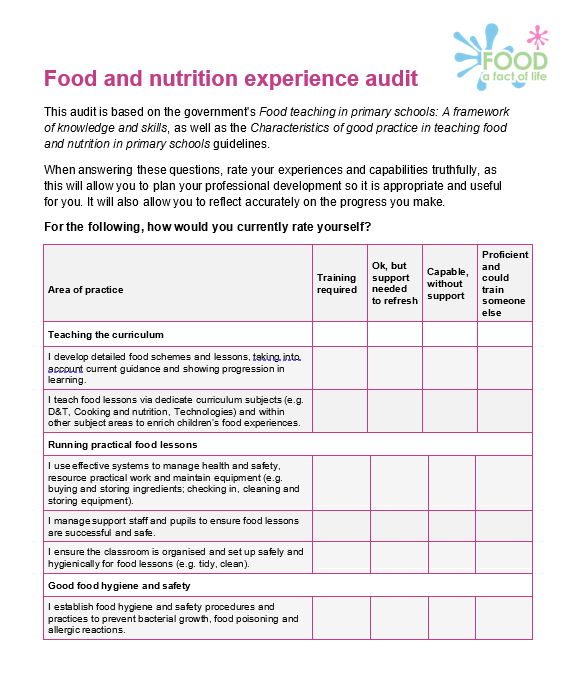 FOOD
a fact of life
Food and nutrition experience audit
This audit is based on the government's Food teaching in primary schools: A framework
of knowledge and skills, as well as the Characteristics of good practice in teaching food
and nutrition in primary schools guidelines.
When answering these questions, rate your experiences and capabilities truthfully, as
this will allow you to plan your professional development so it is appropriate and useful
for you. It will also allow you to reflect accurately on the progress you make.
For the following, how would you currently rate yourself?
Area of practice
Training
required
Ok, but
support
needed
to refresh
Capable,
without
support
Proficient
and
could
train
someone
else
Teaching the curriculum
I develop detailed food schemes and lessons, taking into
account current guidance and showing progression in
learning.
I teach food lessons via dedicate curriculum subjects (e.g.
D&T, Cooking and nutrition, Technologies) and within
other subject areas to enrich children's food experiences.
Running practical food lessons
I use effective systems to manage health and safety,
resource practical work and maintain equipment (e.g.
buying and storing ingredients; checking in, cleaning and
storing equipment).
I manage support staff and pupils to ensure food lessons
are successful and safe.
I ensure the classroom is organised and set up safely and
hygienically for food lessons (e.g. tidy, clean).
Good food hygiene and safety
I establish food hygiene and safety procedures and
practices to prevent bacterial growth, food poisoning and
allergic reactions.